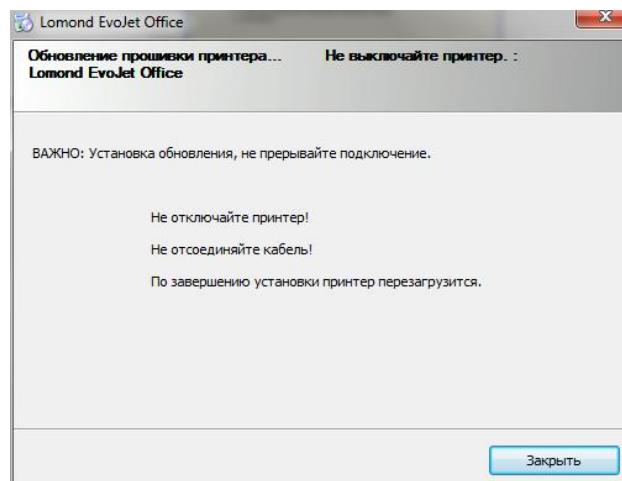 Lomond EvoJet Office
Обновление прошивки принтера... Не выключайте принтер. :
Lomond EvoJet Office
ВАЖНО: Установка обновления, не прерывайте подключение.
Не отключайте принтер!
Не отсоединяйте кабель!
По завершению установки принтер перезагрузится.
Закрыть